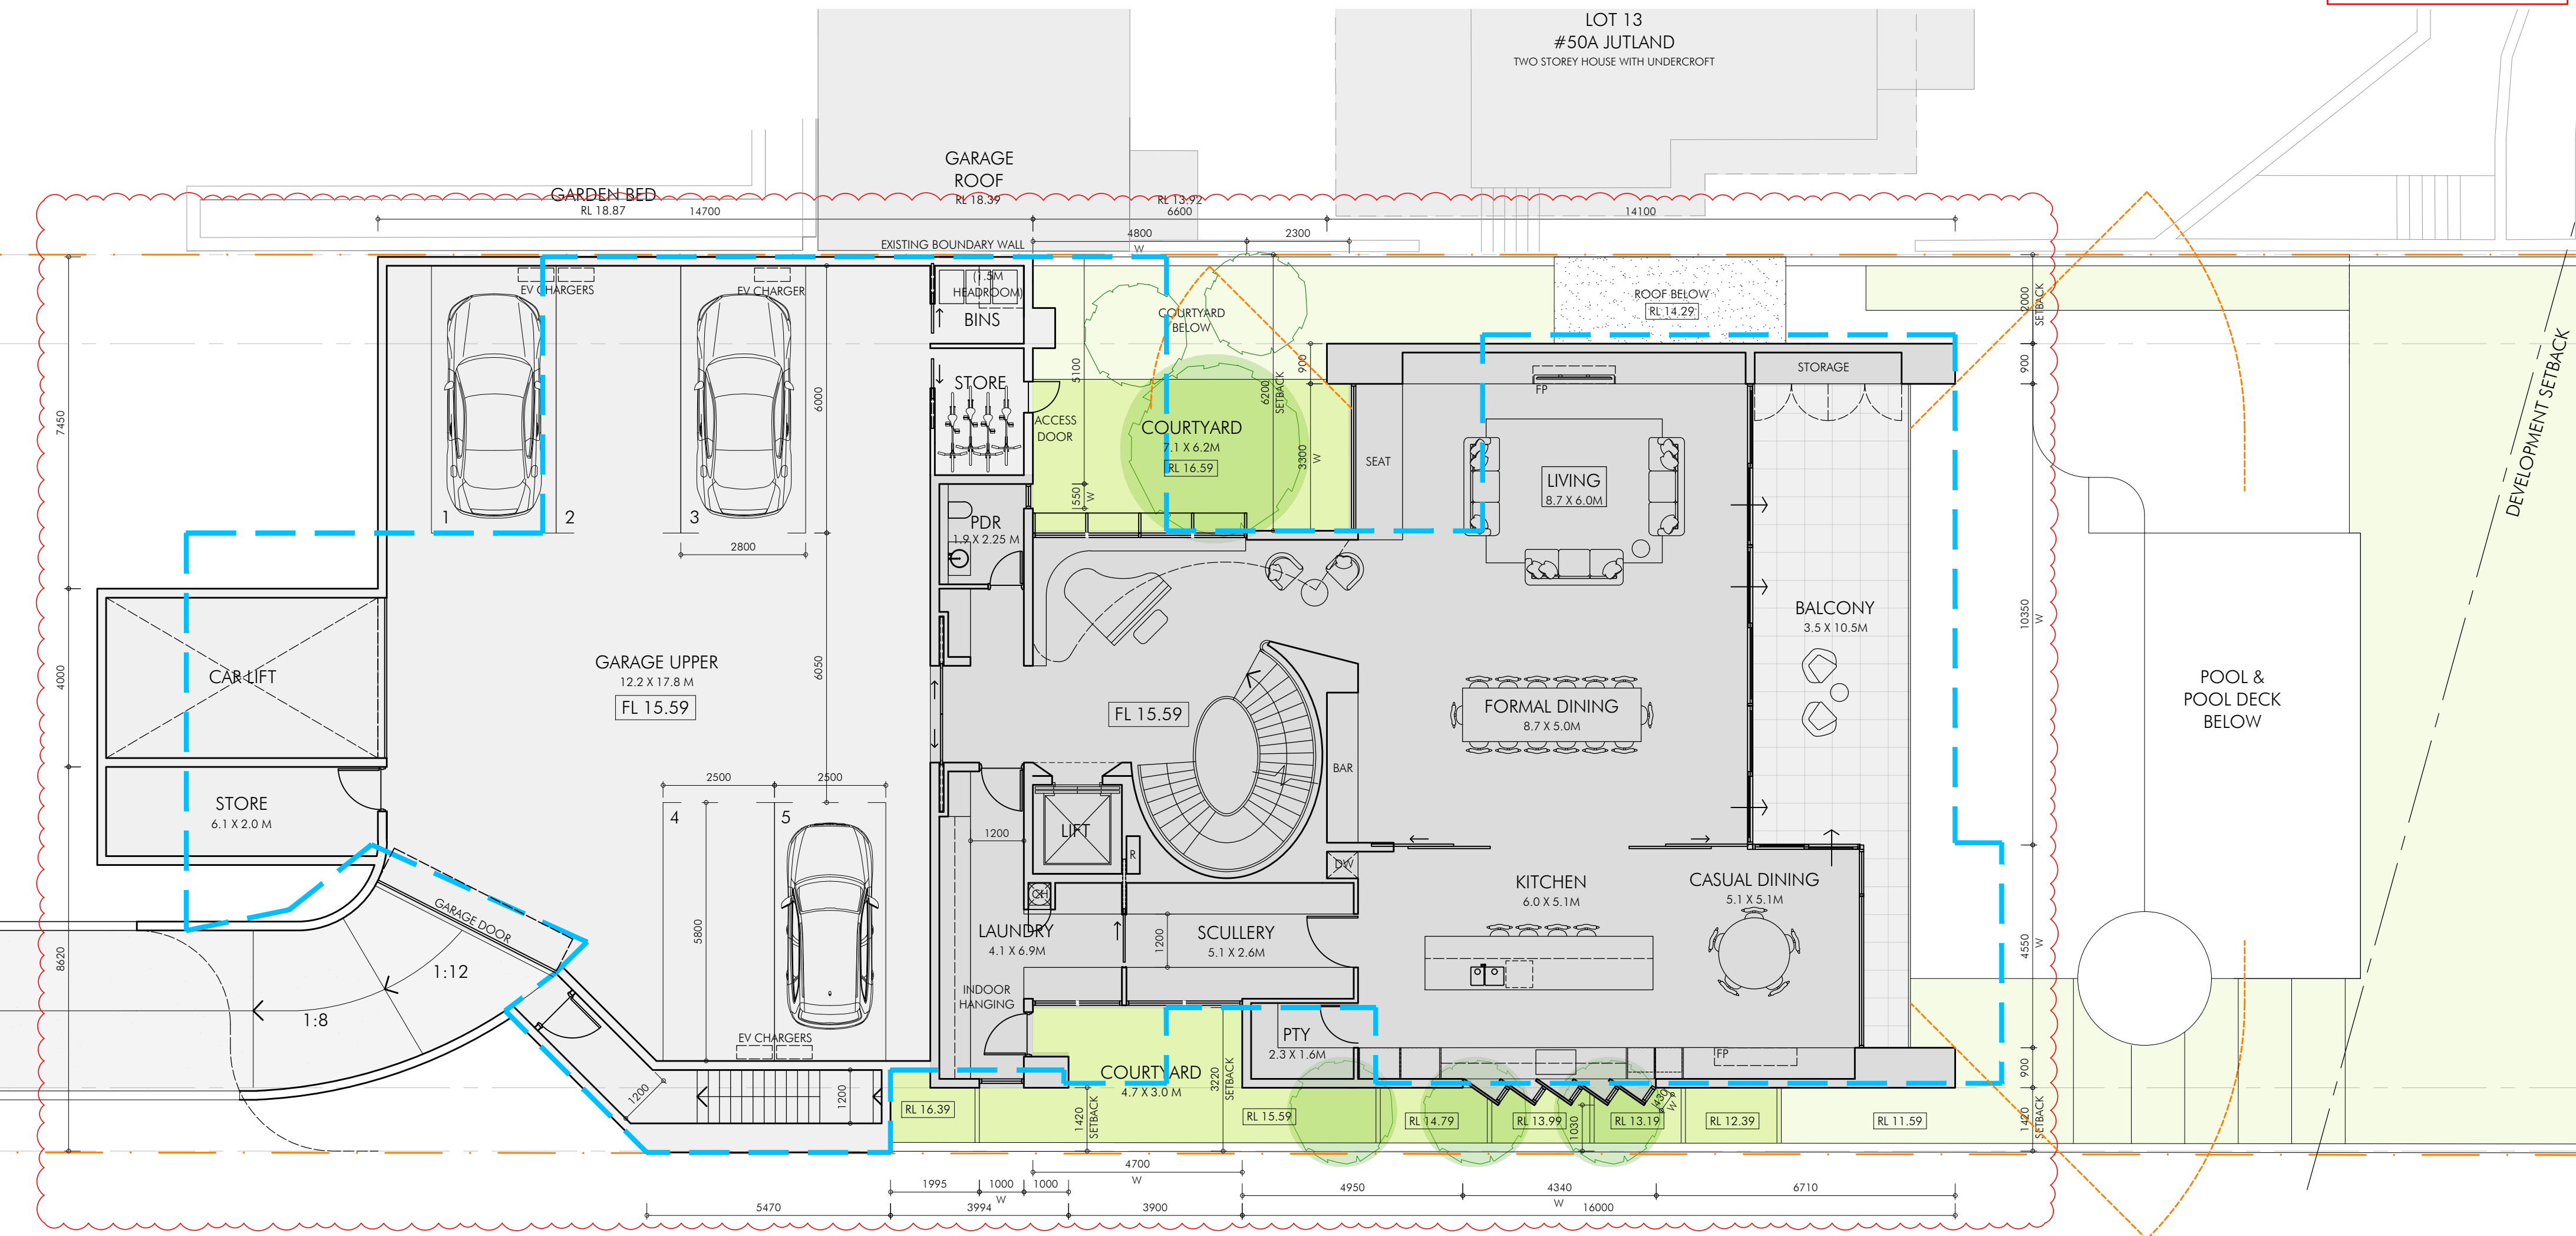 LOT 13
#50A JUTLAND
TWO STOREY HOUSE WITH UNDERCROFT
GARAGE
ROOF
RL 18.39
GARDEN BED
RL 18.87
14700
RL 13.92
6600
14100
EXISTING BOUNDARY WALL
4800
W
2300
EV CHARGERS
EV CHARGER
(1.5M
HEADROOM)
BINS
COURTYARD
BELOW
ROOF BELOW
RL 14.29
2000
SETBACK
DEVELOPMENT SETBACK
7450
6000
STORE
5100
900
6200
SETBACK
FP
STORAGE
900
ACCESS
DOOR
COURTYARD
7.1 X 6.2M
RL 16.59
3300
W
SEAT
LIVING
8.7 X 6.0M
550
W
1
2
3
2800
PDR
1.9 X 2.25 M
BALCONY
3.5 X 10.5M
10350
W
4000
CAR LIFT
GARAGE UPPER
12.2 X 17.8 M
FL 15.59
6050
FL 15.59
FORMAL DINING
8.7 X 5.0M
POOL &
POOL DECK
BELOW
BAR
2500
2500
STORE
6.1 X 2.0 M
4
5
1200
LIFT
R
DW
CH
KITCHEN
6.0 X 5.1M
CASUAL DINING
5.1 X 5.1M
GARAGE DOOR
5800
LAUNDRY
4.1 X 6.9M
1200
SCULLERY
5.1 X 2.6M
4550
W
8620
1:12
1:8
INDOOR
HANGING
EV CHARGERS
PTY
2.3 X 1.6M
FP
900
1200
1200
COURTYARD
4.7 X 3.0 M
3220
SETBACK
1420
SETBACK
RL 16.39
RL 15.59
RL 14.79
RL 13.99
1030
RL 13.19
430
W
RL 12.39
RL 11.59
1420
SETBACK
4700
W
1995
1000
W
1000
4950
4340
W
6710
5470
3994
3900
16000